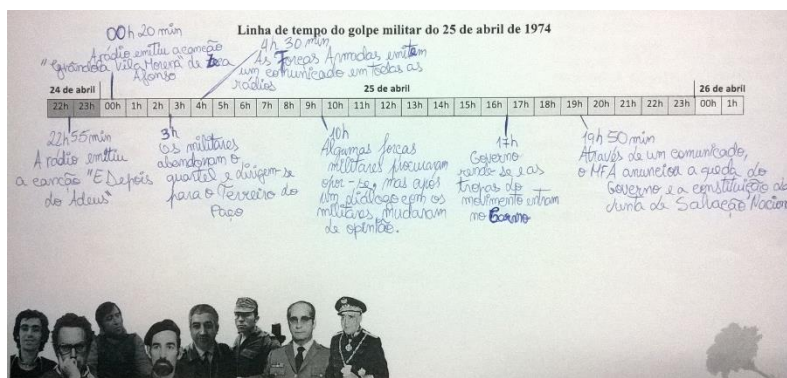 Linha de tempo do golpe militar do 25 de abril de 1974
00h 20 min
A rádio emitiu a canção
"Grândola Vila Morena" de Zeca
Afonso
4h 30 min
As Forças Armadas emitem
um comunicado em todas as
rádios
24 de abril
25 de abril
26 de abril
22h 23h 00h 1h 2h 3h 4h 5h 6h 7h 8h 9h 10h 11h 12h 13h 14h 15h 16h 17h 18h 19h 20h 21h 22h 23h 00h 1h
22h 55 min
A rádio emitiu
a canção "E Depois
do Adeus"
3h
Os militares
abandonam o
quartel e dirigem-se
para o Terreiro do
Paço
10h
Algumas forças
militares procuraram
opor-se, mas após
um diálogo com os
militares, mudaram
de opinião.
17h
Governo
rende-se e as
tropas do
movimento entram
no Carmo
19h 50 min
Através de um comunicado,
o MFA anunciou a queda do
Governo e a constituição da
Junta de Salvação Nacional